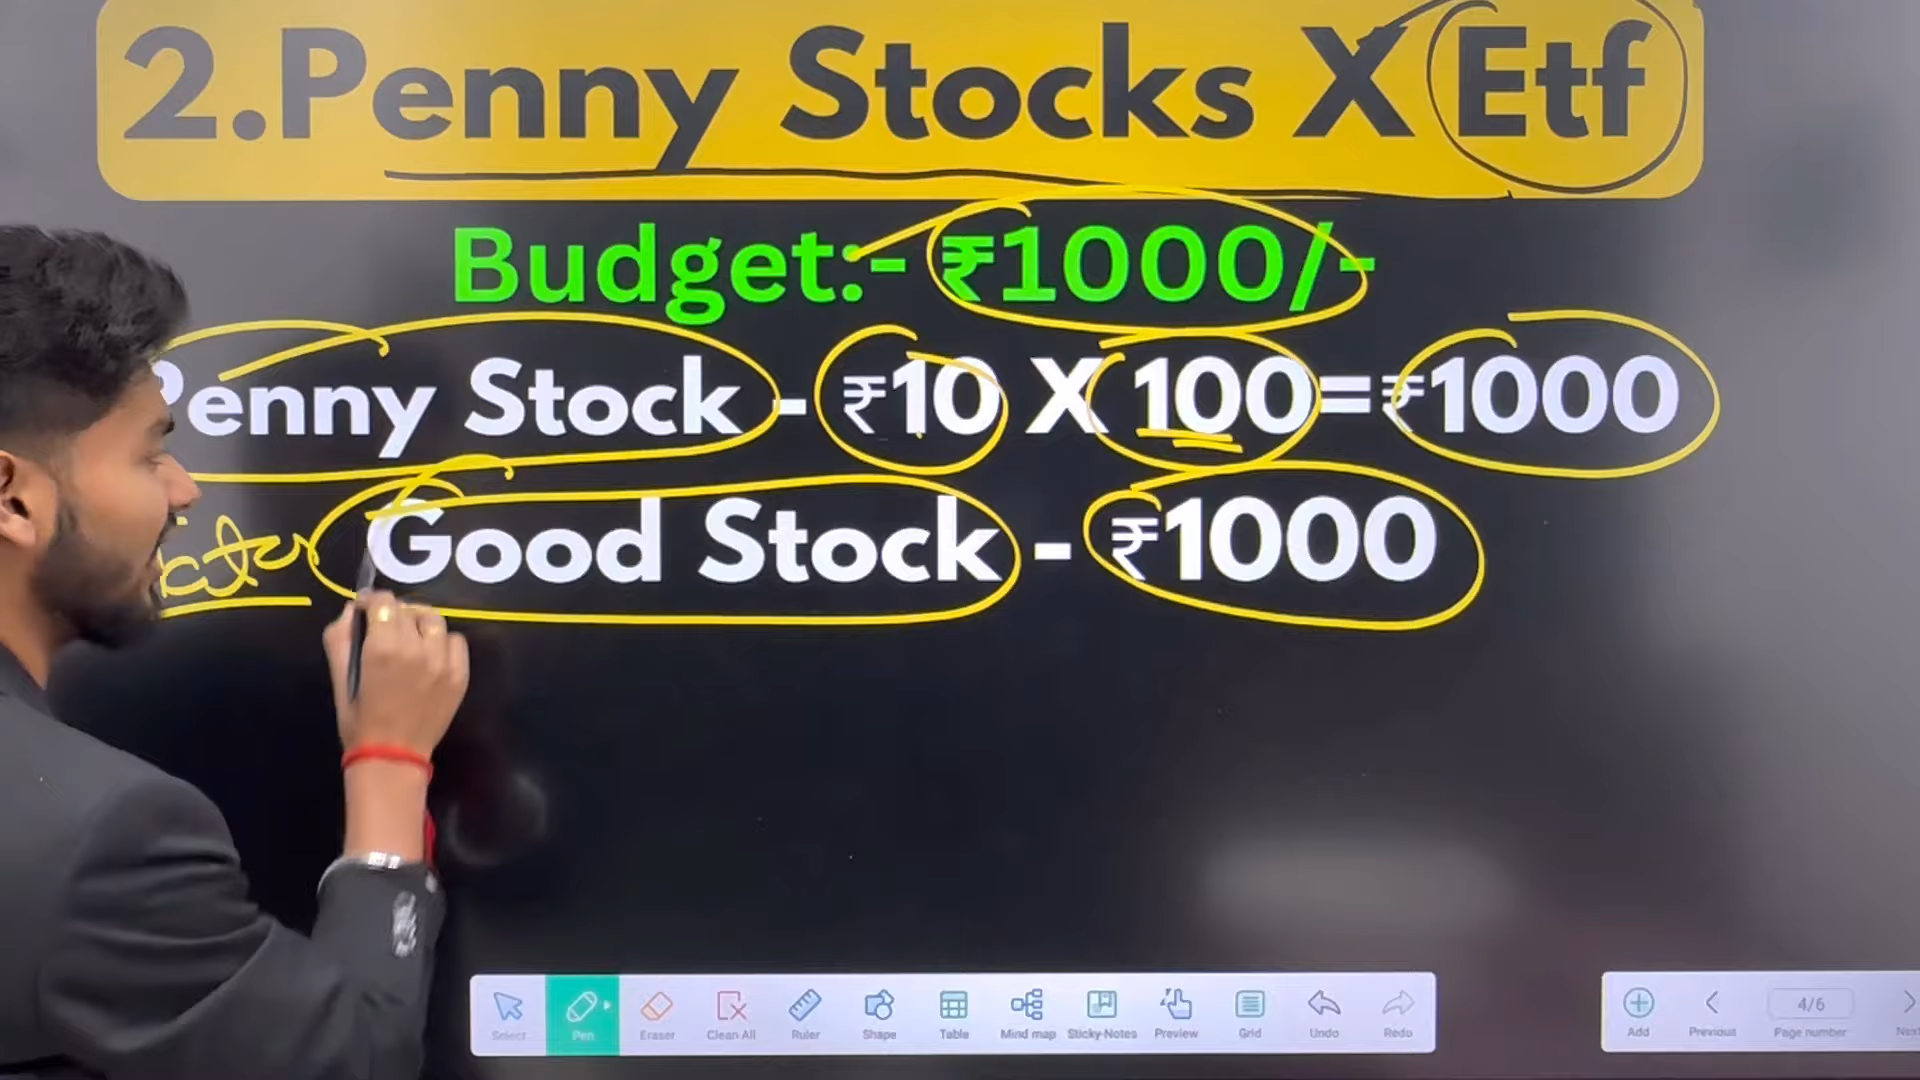 2.Penny Stocks X Etf
Budget:- ₹1000/-
Penny Stock - ₹10 X 100=₹1000
Good Stock - ₹1000
Select
Pen
Eraser
Clean All
Ruler
Shape
Table
Mind map
Sticky-Notes
Preview
Grid
Undo
Redo
Add
Previous
4/6
Page number
Next